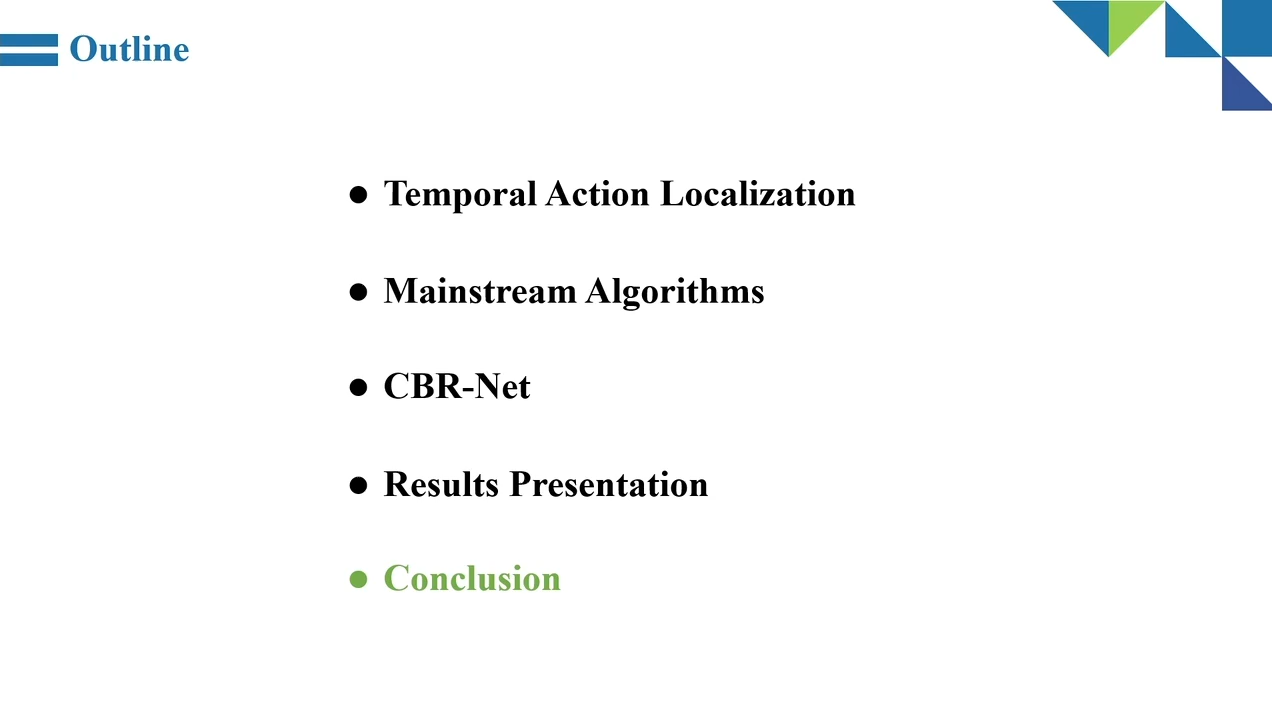 Outline
● Temporal Action Localization
● Mainstream Algorithms
● CBR-Net
● Results Presentation
● Conclusion